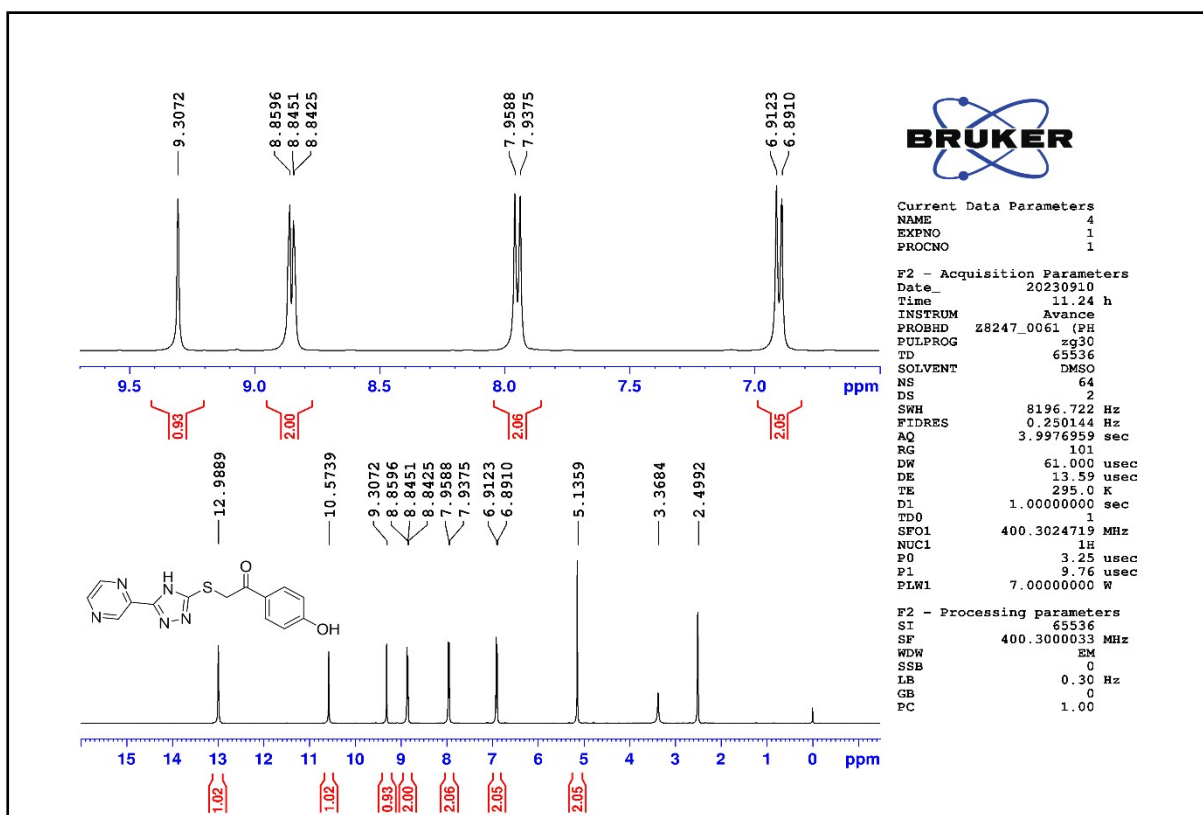 9.3072
8.8596
8.8451
8.8425
7.9588
7.9375
6.9123
6.8910
9.5 9.0 8.5 8.0 7.5 7.0 ppm
0.93 2.00 2.06 2.05
12.9889
10.5739
9.3072
8.8596
8.8451
8.8425
7.9588
7.9375
6.9123
6.8910
5.1359
3.3684
2.4992
N
N
H
N
N
N
S
O
OH
15 14 13 12 11 10 9 8 7 6 5 4 3 2 1 0 ppm
1.02 1.02 0.93 2.00 2.06 2.05 2.05
BRUKER
Current Data Parameters
NAME 4
EXPNO 1
PROCNO 1
F2 - Acquisition Parameters
Date_ 20230910
Time 11.24 h
INSTRUM Avance
PROBHD Z8247_0061 (PH
PULPROG zg30
TD 65536
SOLVENT DMSO
NS 64
DS 2
SWH 8196.722 Hz
FIDRES 0.250144 Hz
AQ 3.9976959 sec
RG 101
DW 61.000 usec
DE 13.59 usec
TE 295.0 K
D1 1.00000000 sec
TD0 1
SFO1 400.3024719 MHz
NUC1 1H
P0 3.25 usec
P1 9.76 usec
PLW1 7.00000000 W
F2 - Processing parameters
SI 65536
SF 400.3000033 MHz
WDW EM
SSB 0
LB 0.30 Hz
GB 0
PC 1.00